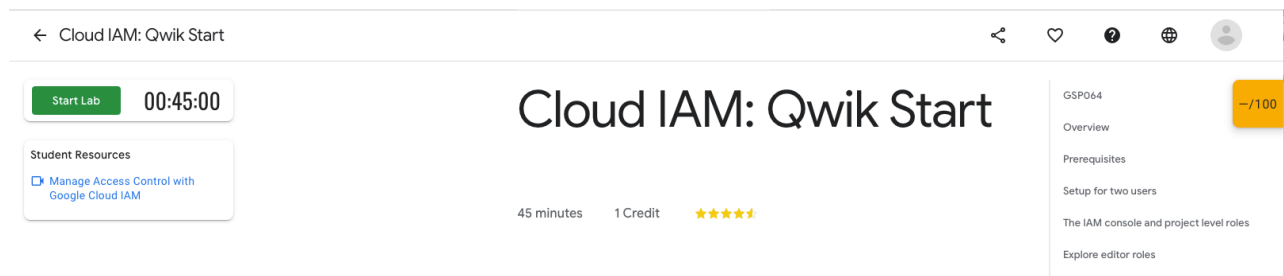 Cloud IAM: Qwik Start
Start Lab
00:45:00
Student Resources
Manage Access Control with
Google Cloud IAM
Cloud IAM: Qwik Start
45 minutes
1 Credit
GSP064
Overview
Prerequisites
Setup for two users
The IAM console and project level roles
Explore editor roles
—/100